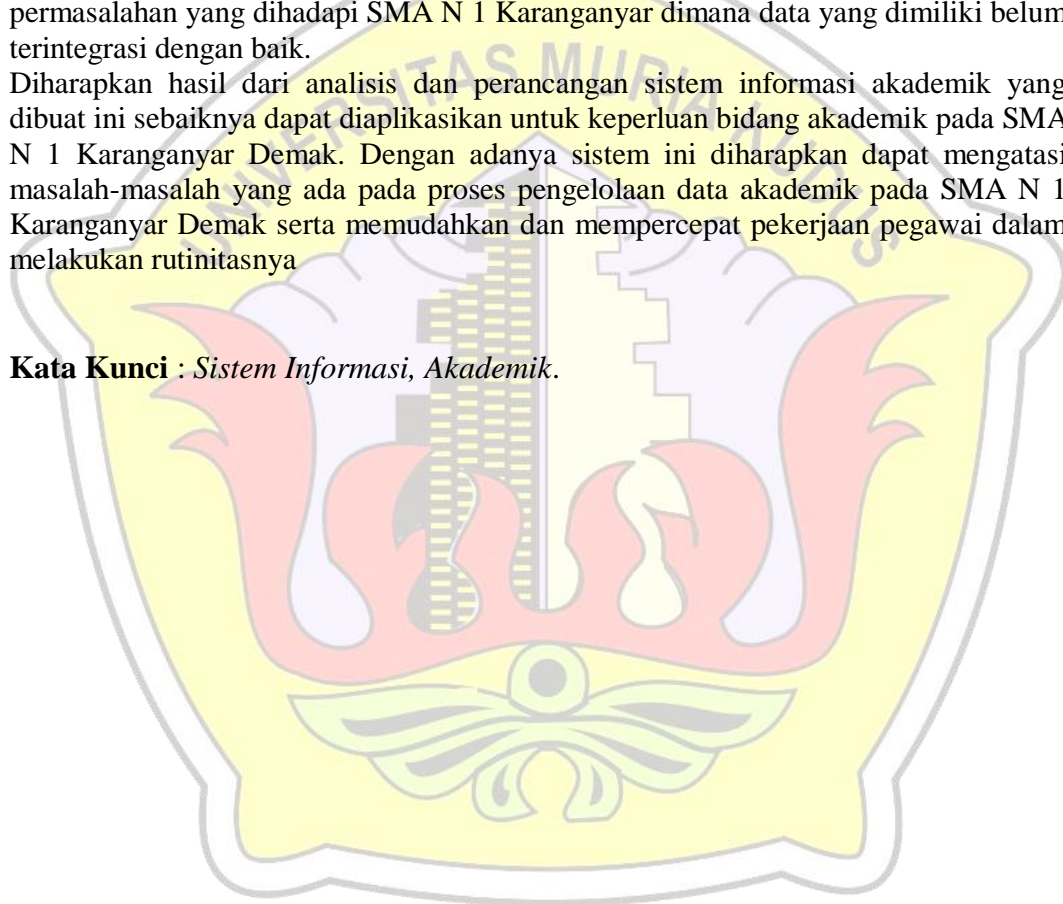 permasalahan yang dihadapi SMA N 1 Karanganyar dimana data yang dimiliki belum
terintegrasi dengan baik.
Diharapkan hasil dari analisis dan perancangan sistem informasi akademik yang
dibuat ini sebaiknya dapat diaplikasikan untuk keperluan bidang akademik pada SMA
N 1 Karanganyar Demak. Dengan adanya sistem ini diharapkan dapat mengatasi
masalah-masalah yang ada pada proses pengelolaan data akademik pada SMA N 1
Karanganyar Demak serta memudahkan dan mempercepat pekerjaan pegawai dalam
melakukan rutinitasnya
Kata Kunci : Sistem Informasi, Akademik.
UNIVERSITAS MURIA KUDUS